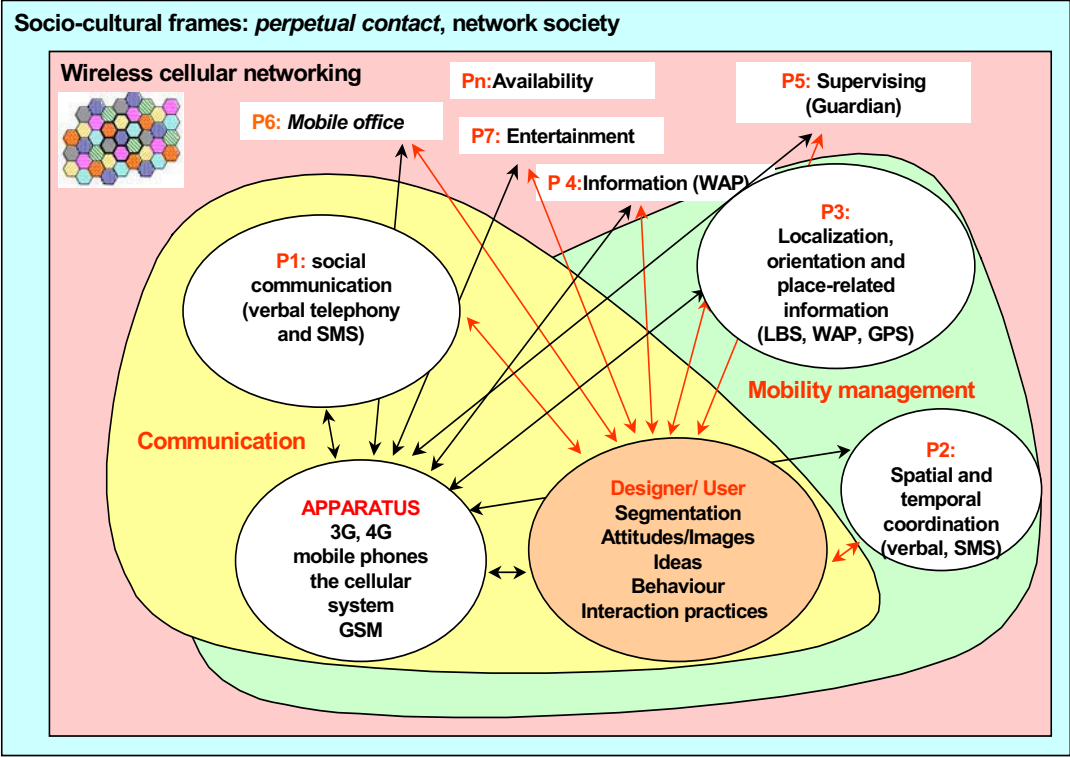 Socio-cultural frames: perpetual contact, network society
Wireless cellular networking
Pn:Availability
P5: Supervising
(Guardian)
P6: Mobile office
P7: Entertainment
P 4:Information (WAP)
P3:
Localization,
orientation and
place-related
information
(LBS, WAP, GPS)
P1: social
communication
(verbal telephony
and SMS)
Mobility management
Communication
P2:
Spatial and
temporal
coordination
(verbal, SMS)
APPARATUS
3G, 4G
mobile phones
the cellular
system
GSM
Designer/ User
Segmentation
Attitudes/Images
Ideas
Behaviour
Interaction practices